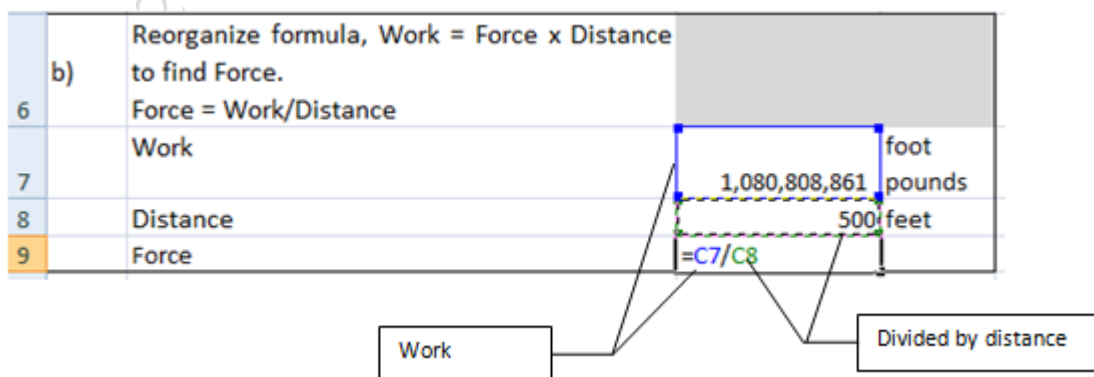 Reorganize formula, Work = Force x Distance
b) to find Force.
6 Force = Work/Distance
Work foot
7 1,080,808,861 pounds
8 Distance 500 feet
9 Force =C7/C8
Work Divided by distance